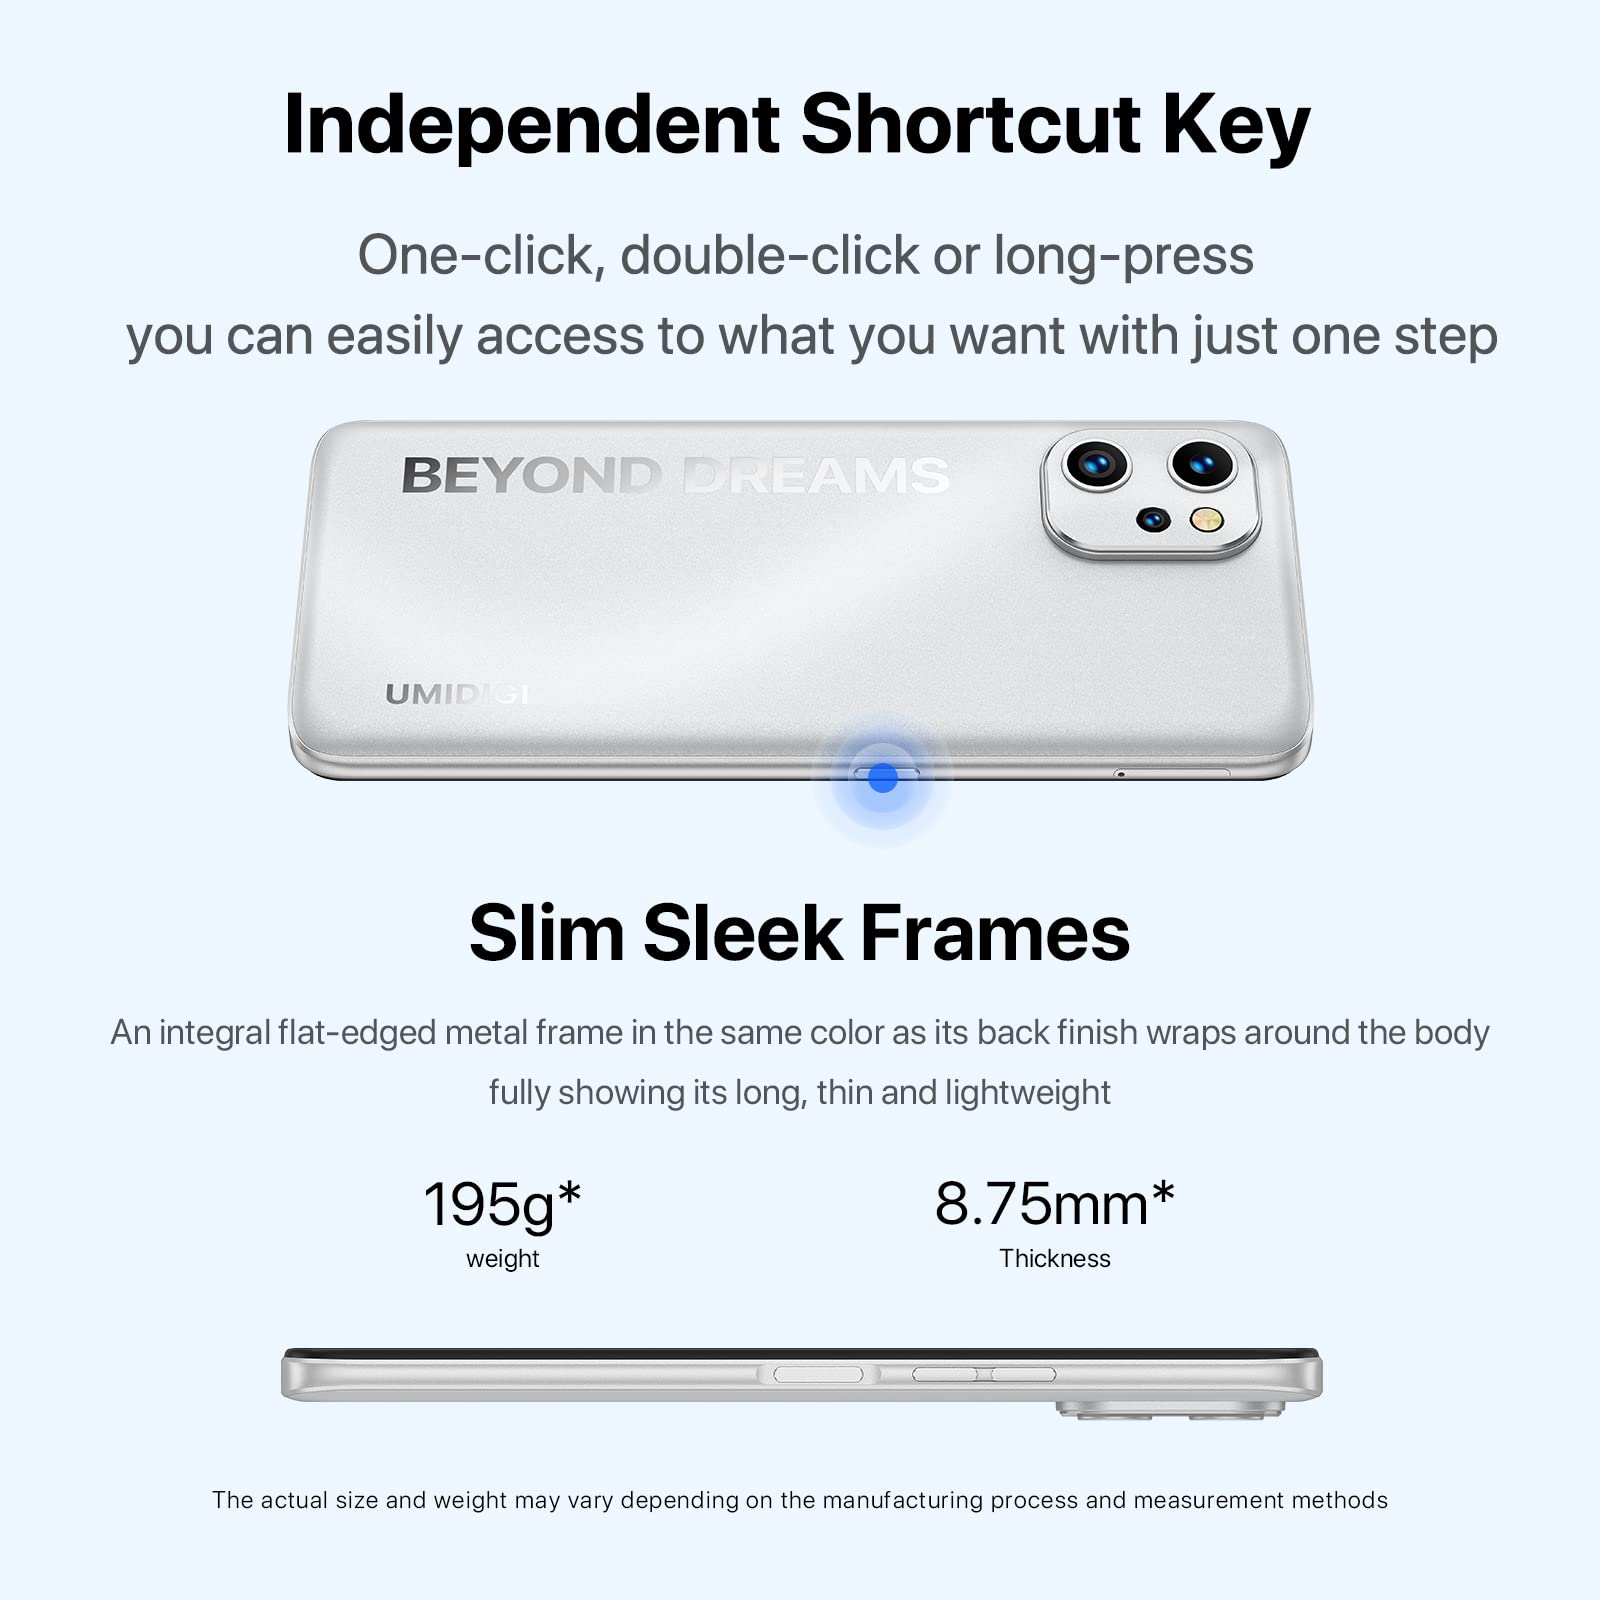 Independent Shortcut Key
One-click, double-click or long-press
you can easily access to what you want with just one step
BEYOND DREAMS
UMIDIGI
Slim Sleek Frames
An integral flat-edged metal frame in the same color as its back finish wraps around the body
fully showing its long, thin and lightweight
195g* 8.75mm*
weight Thickness
The actual size and weight may vary depending on the manufacturing process and measurement methods